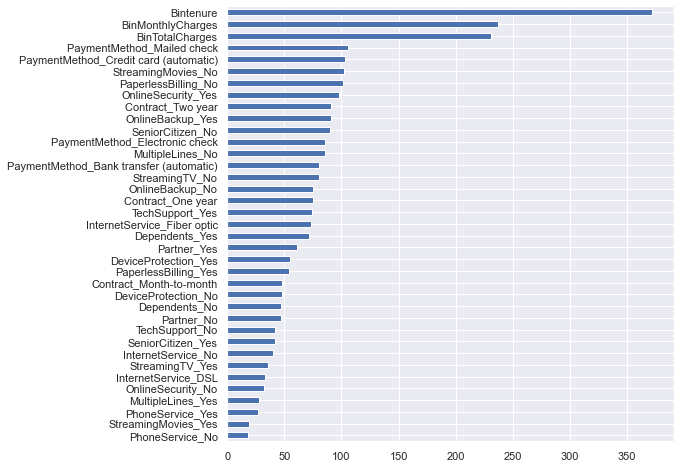 Bintenure
BinMonthlyCharges
BinTotalCharges
PaymentMethod_Mailed check
PaymentMethod_Credit card (automatic)
StreamingMovies_No
PaperlessBilling_No
OnlineSecurity_Yes
Contract_Two year
OnlineBackup_Yes
SeniorCitizen_No
PaymentMethod_Electronic check
MultipleLines_No
PaymentMethod_Bank transfer (automatic)
StreamingTV_No
OnlineBackup_No
Contract_One year
TechSupport_Yes
InternetService_Fiber optic
Dependents_Yes
Partner_Yes
DeviceProtection_Yes
PaperlessBilling_Yes
Contract_Month-to-month
DeviceProtection_No
Dependents_No
Partner_No
TechSupport_No
SeniorCitizen_Yes
InternetService_No
StreamingTV_Yes
InternetService_DSL
OnlineSecurity_No
MultipleLines_Yes
PhoneService_Yes
StreamingMovies_Yes
PhoneService_No
0 50 100 150 200 250 300 350